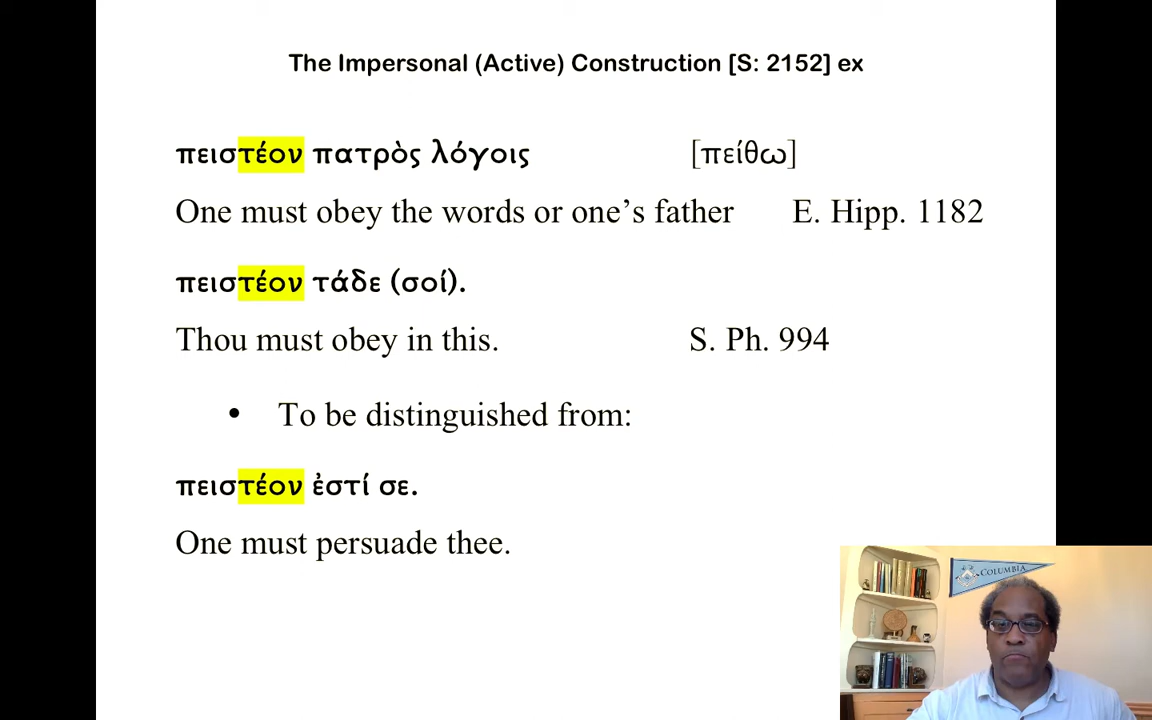 The Impersonal (Active) Construction [S: 2152] ex
πειστέον πατρὸς λόγοις [πείθω]
One must obey the words or one’s father E. Hipp. 1182
πειστέον τάδε (σοί).
Thou must obey in this. S. Ph. 994
• To be distinguished from:
πειστέον ἐστί σε.
One must persuade thee.
COLUMBIA